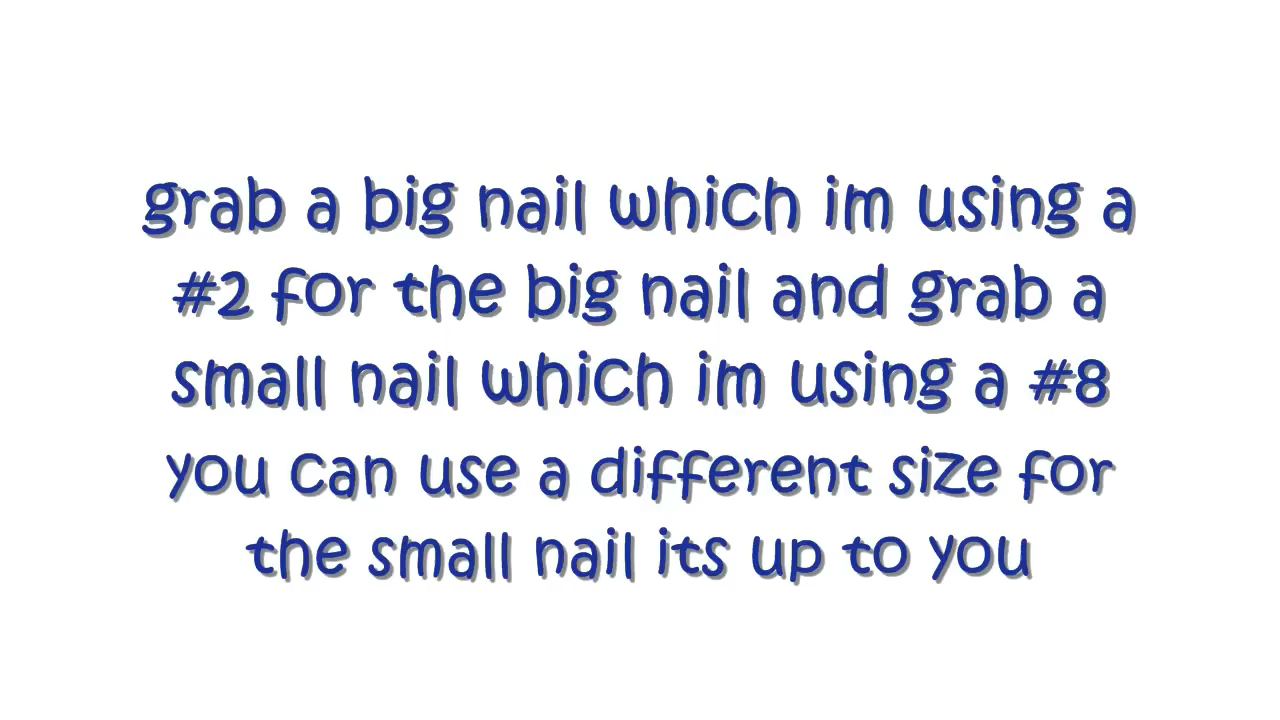 grab a big nail which im using a
#2 for the big nail and grab a
small nail which im using a #8
you can use a different size for
the small nail its up to you